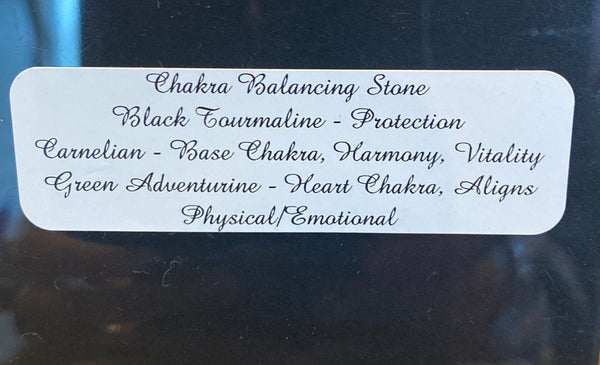 Chakra Balancing Stone
Black Tourmaline - Protection
Carnelian - Base Chakra, Harmony, Vitality
Green Adventurine - Heart Chakra, Aligns
Physical/Emotional